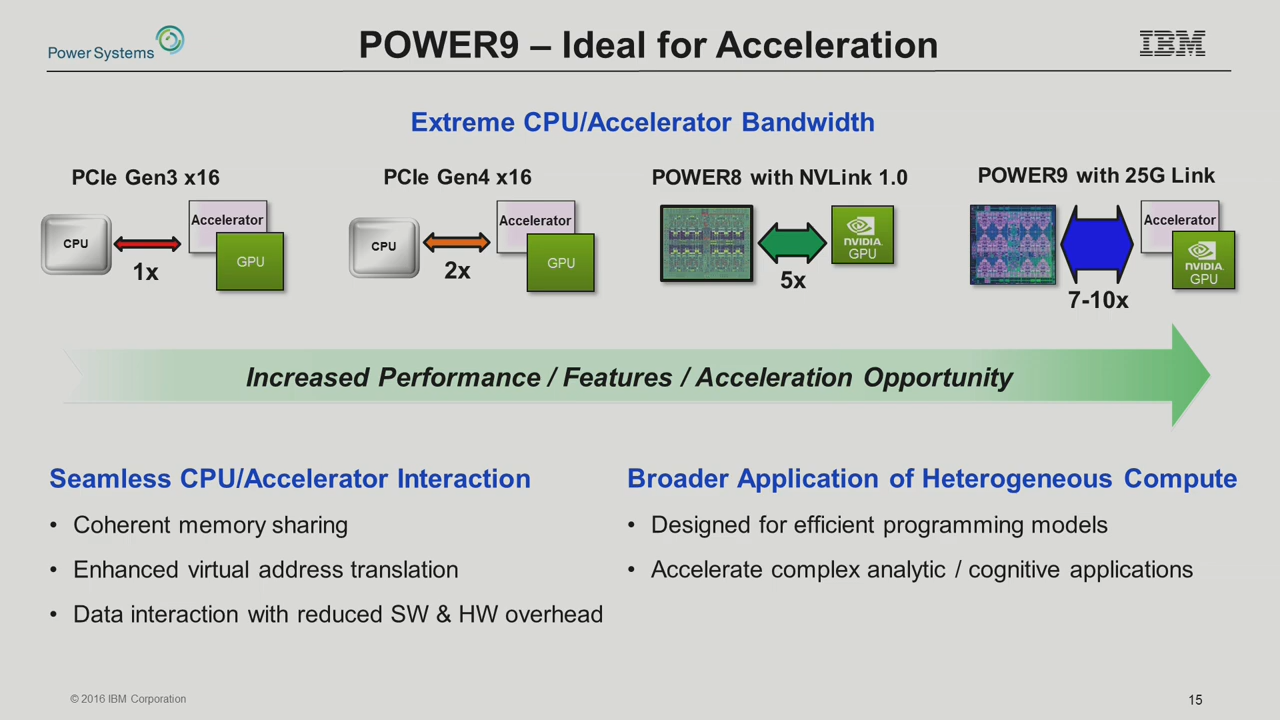 Power Systems
POWER9 – Ideal for Acceleration
IBM
Extreme CPU/Accelerator Bandwidth
PCIe Gen3 x16
CPU
Accelerator
GPU
1x
PCIe Gen4 x16
CPU
Accelerator
GPU
2x
POWER8 with NVLink 1.0
NVIDIA.
GPU
5x
POWER9 with 25G Link
Accelerator
NVIDIA.
GPU
7-10x
Increased Performance / Features / Acceleration Opportunity
Seamless CPU/Accelerator Interaction
• Coherent memory sharing
• Enhanced virtual address translation
• Data interaction with reduced SW & HW overhead
Broader Application of Heterogeneous Compute
• Designed for efficient programming models
• Accelerate complex analytic / cognitive applications
© 2016 IBM Corporation
15